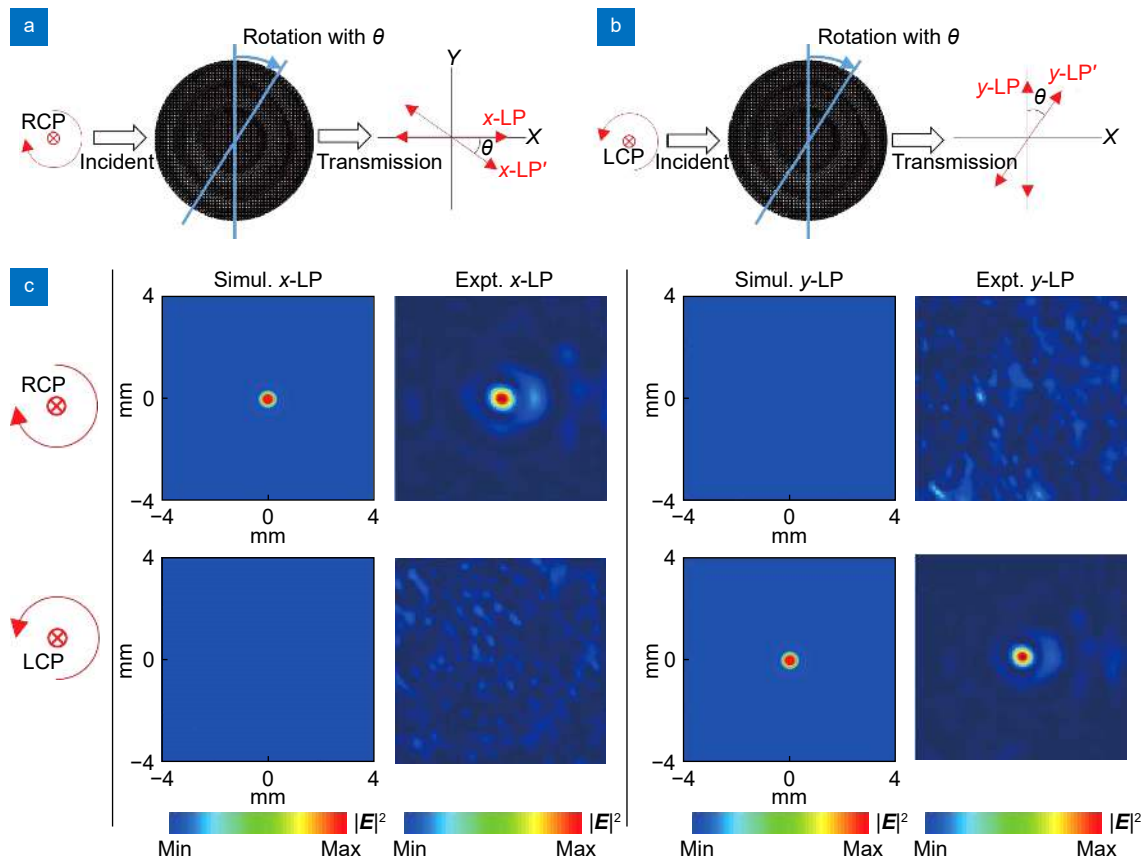 a
Rotation with θ
RCP
Incident
Transmission
Y
x-LP
X
θ
x-LP′
b
Rotation with θ
LCP
Incident
Transmission
y-LP
y-LP′
θ
X
c
Simul. x-LP
Expt. x-LP
Simul. y-LP
Expt. y-LP
RCP
4
mm
0
−4
−4
0
4
mm
4
mm
0
−4
−4
0
4
mm
LCP
4
mm
0
−4
−4
0
4
mm
4
mm
0
−4
−4
0
4
mm
|E|²
Min
Max
|E|²
Min
Max
|E|²
Min
Max
|E|²
Min
Max